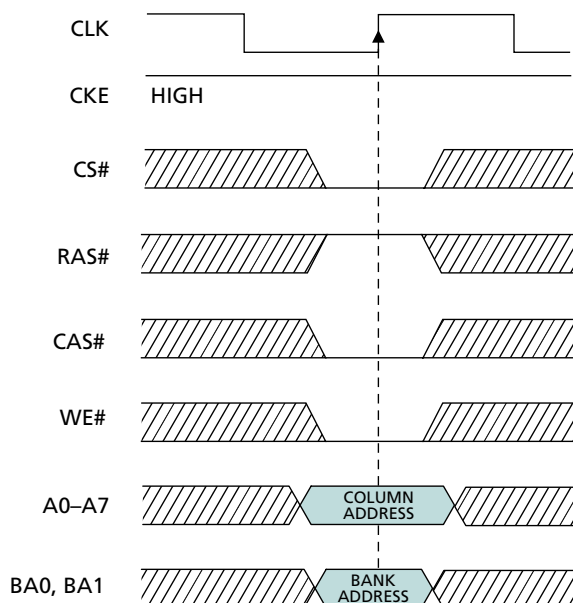 CLK
CKE HIGH
CS#
RAS#
CAS#
WE#
A0–A7 COLUMN
ADDRESS
BA0, BA1 BANK
ADDRESS